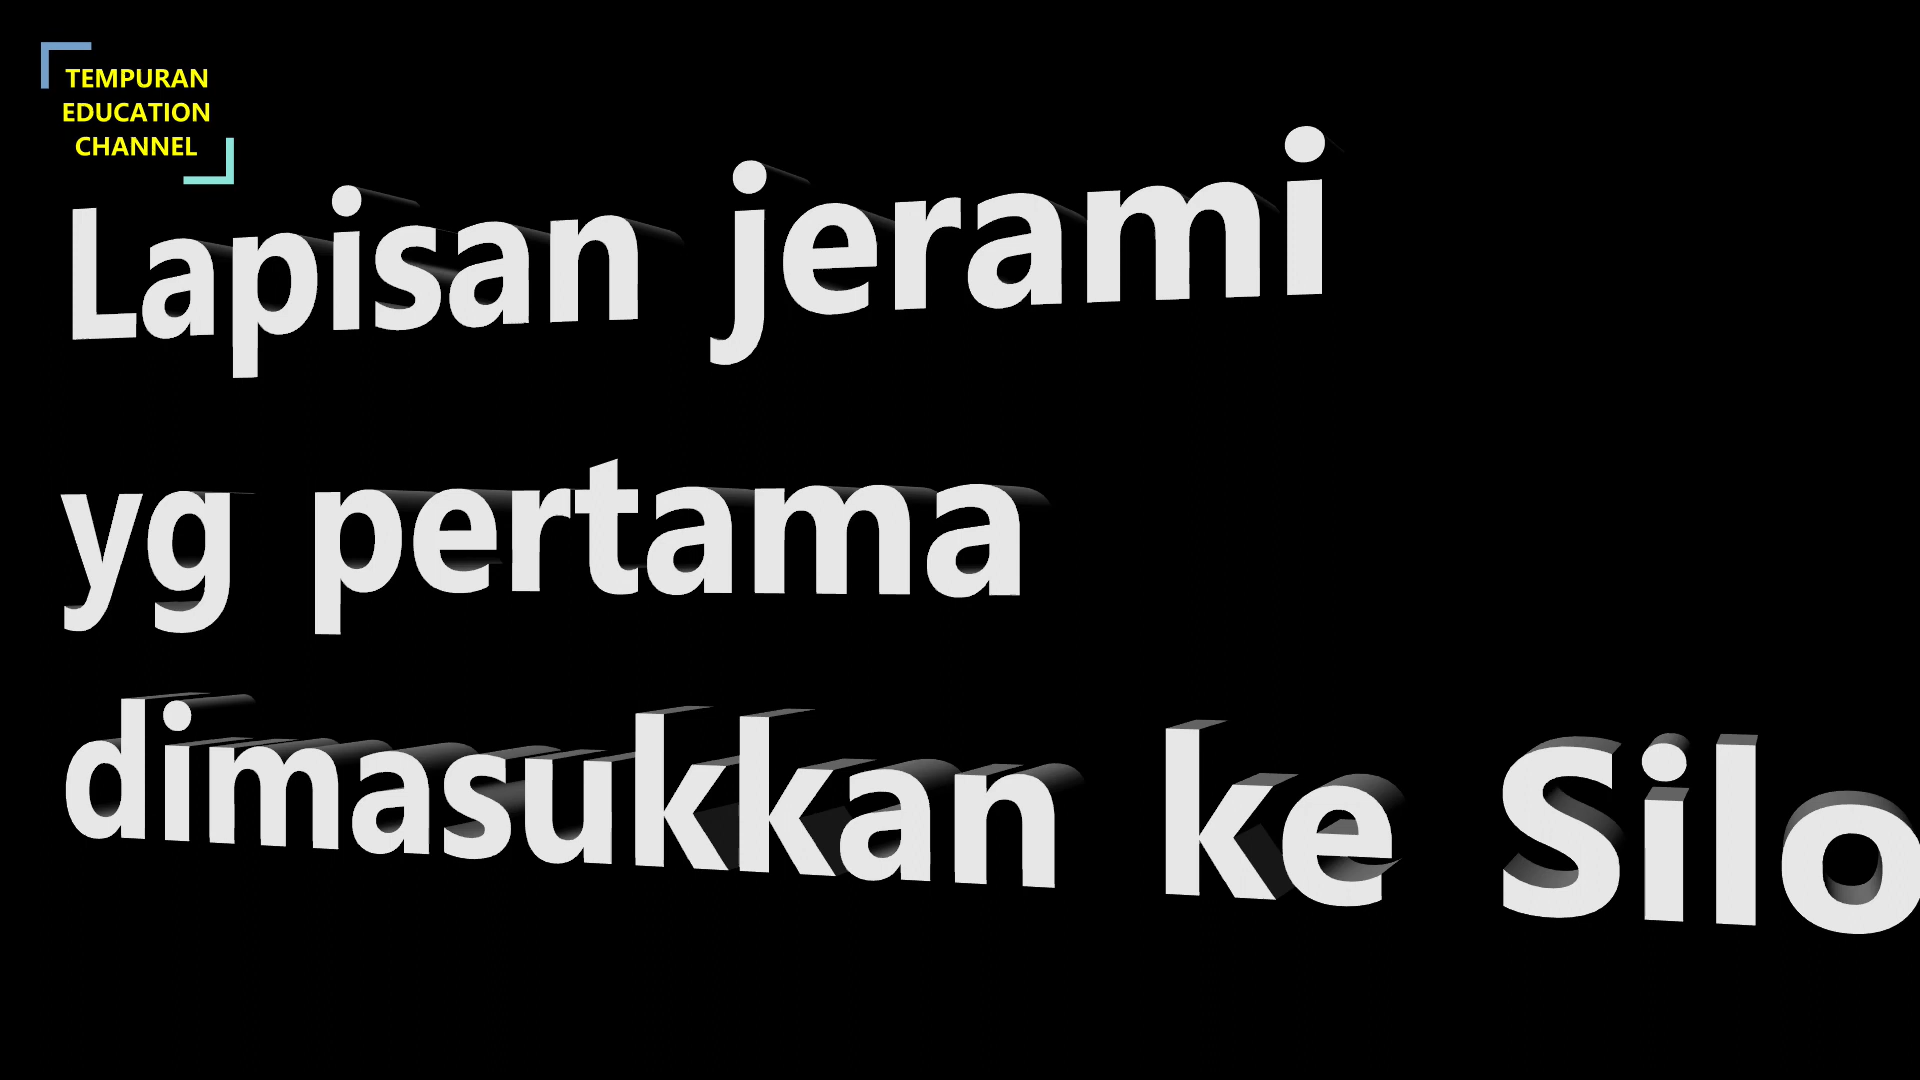 TEMPURAN
EDUCATION
CHANNEL
Lapisan jerami
yg pertama
dimasukkan ke Silo